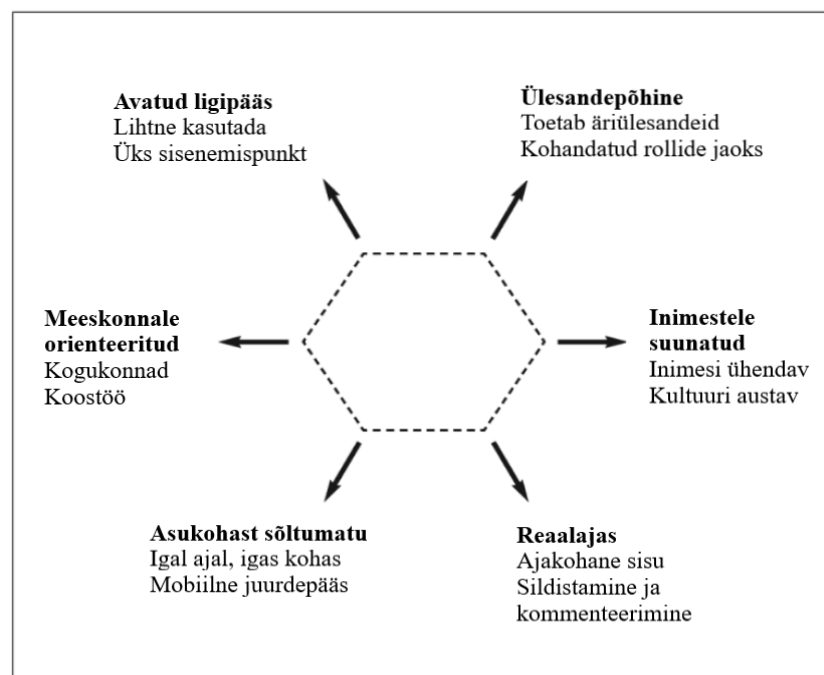 Avatud ligipääs
Lihtne kasutada
Üks sisenemispunkt
Ülesandepõhine
Toetab äriülesandeid
Kohandatud rollide jaoks
Meeskonnale
orienteeritud
Kogukonnad
Koostöö
Inimestele
suunatud
Inimesi ühendav
Kultuuri austav
Asukohast sõltumatu
Igal ajal, igas kohas
Mobiilne juurdepääs
Reaalajas
Ajakohane sisu
Sildistamine ja
kommenteerimine